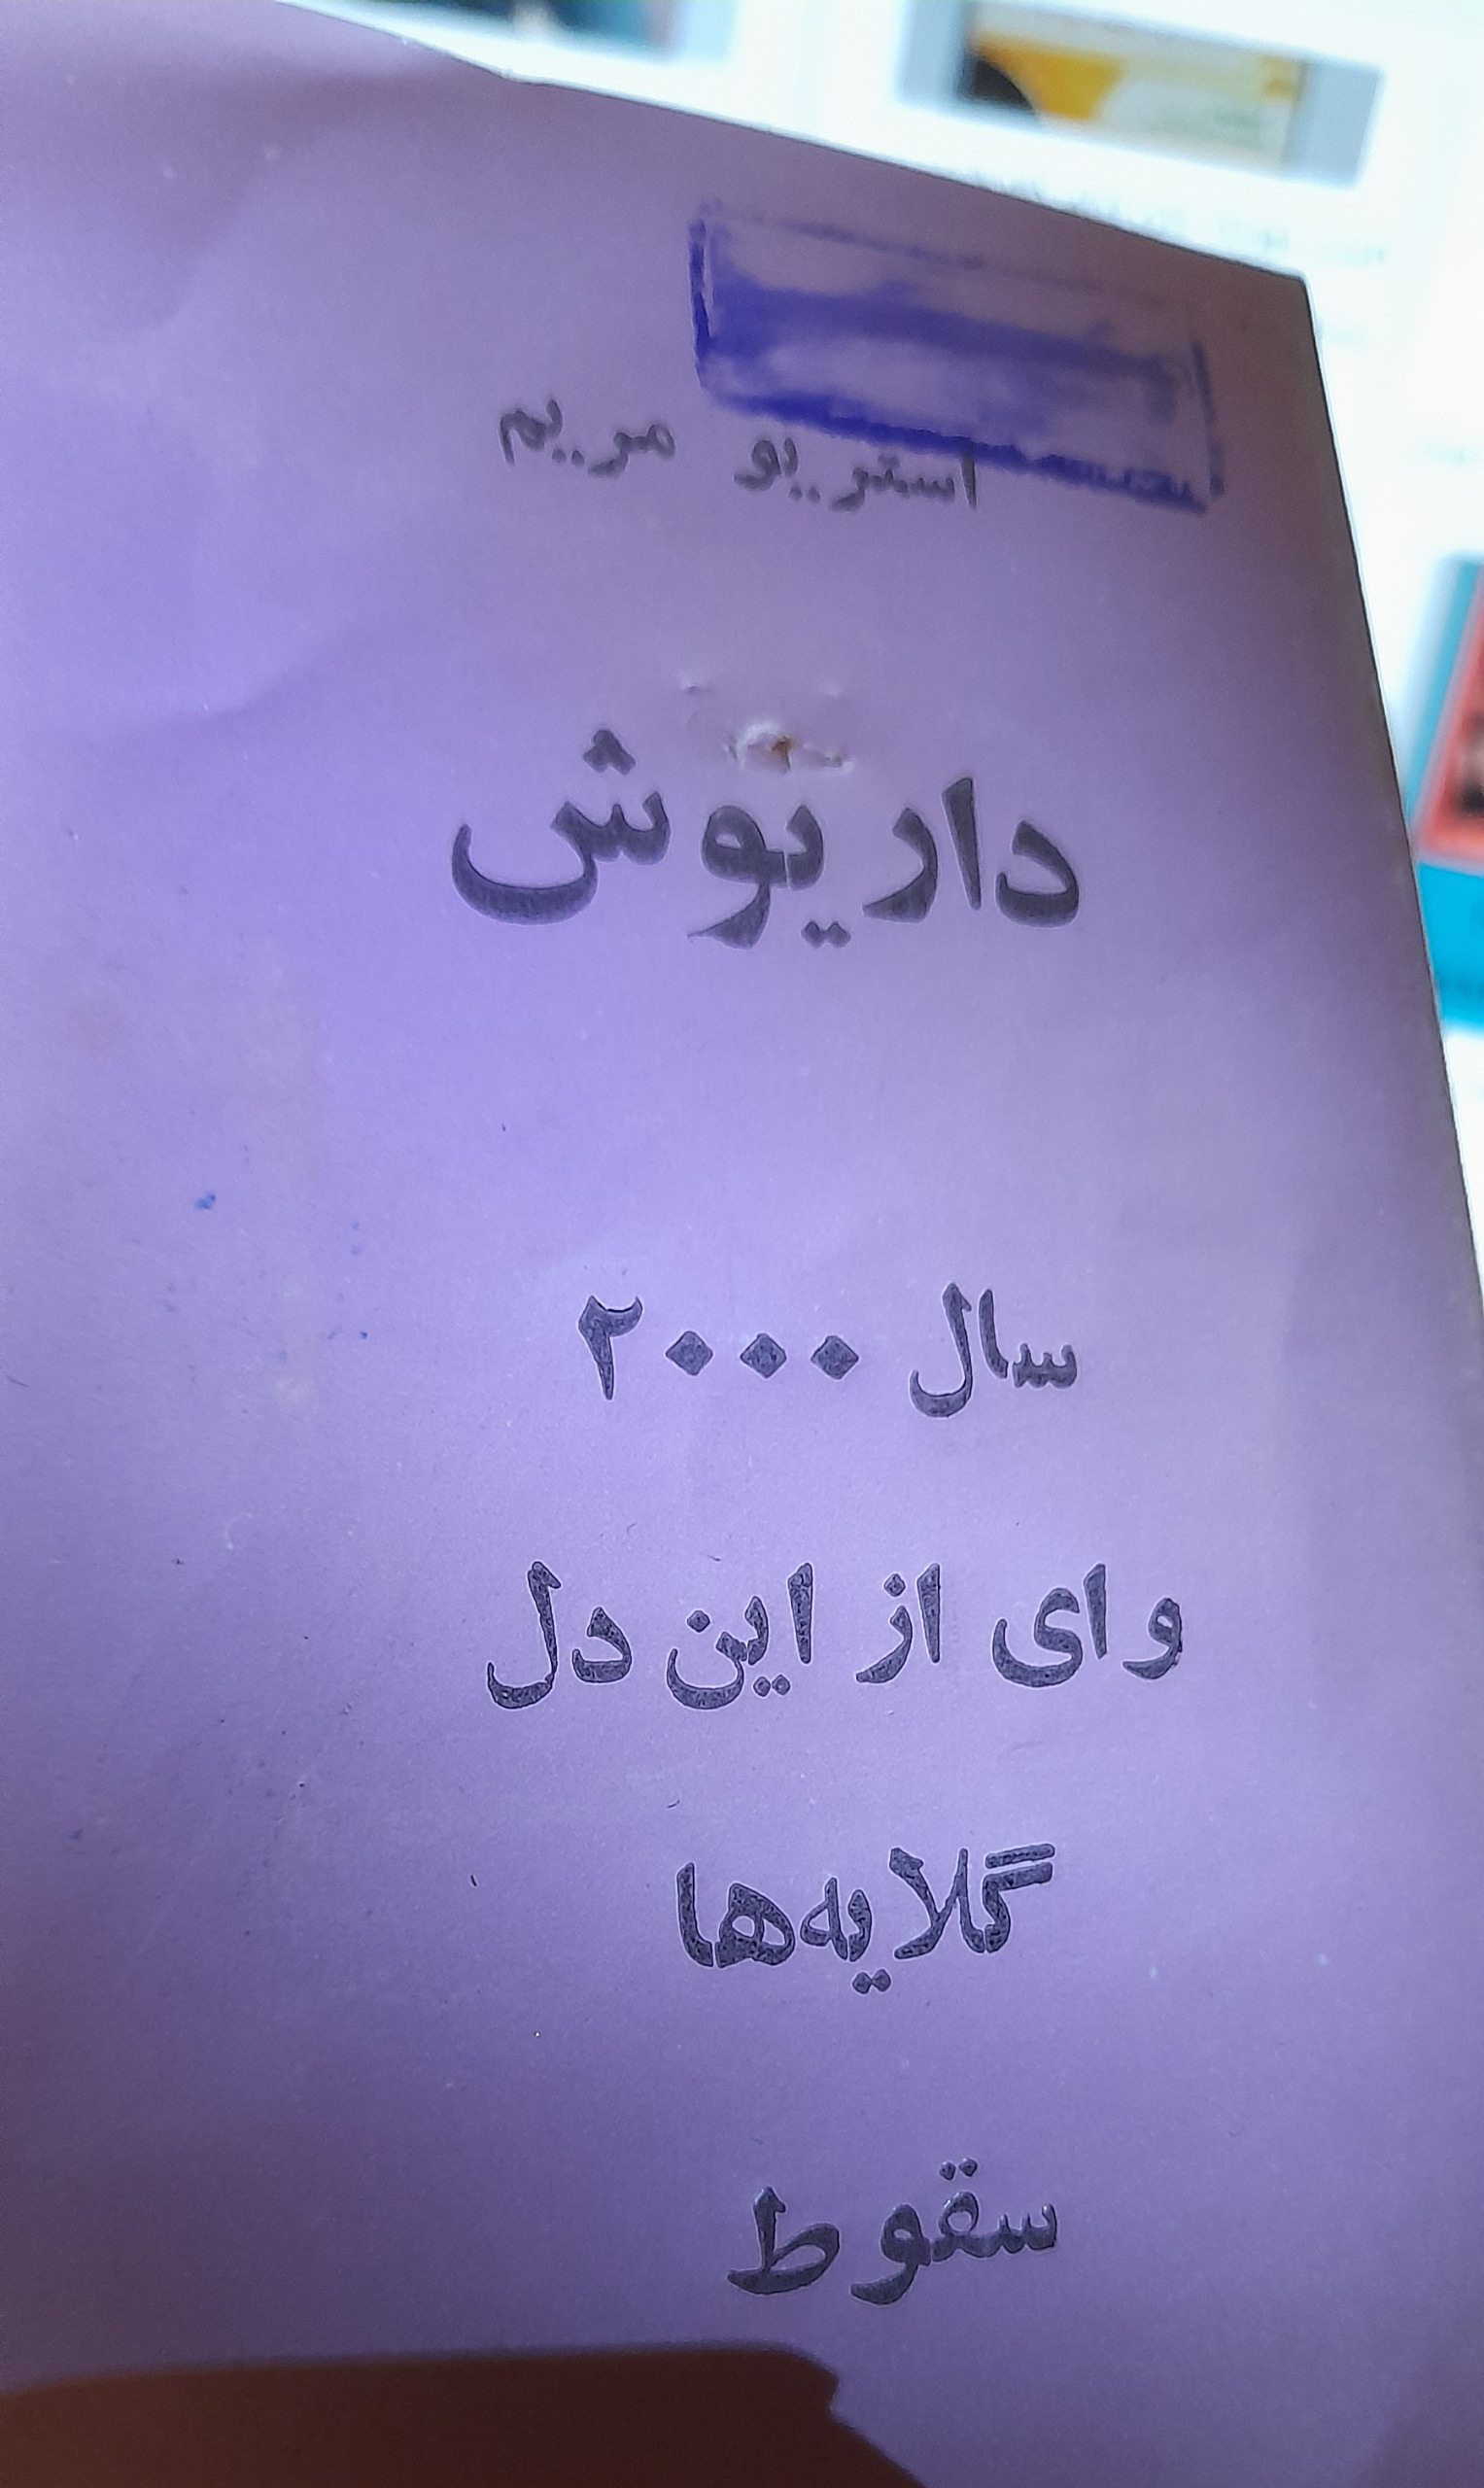 استریو مریم
داریوش
سال ۲۰۰۰
وای از این دل
گلایه‌ها
سقوط